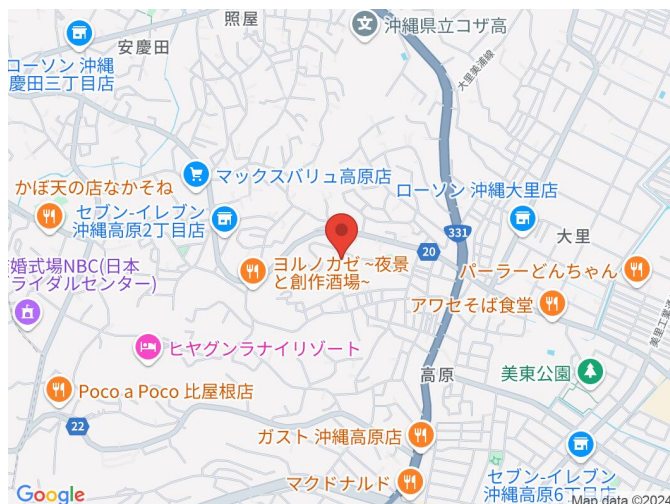 照屋
沖縄県立コザ高
安慶田
ローソン 沖縄
慶田三丁目店
大里美浦線
マックスバリュ高原店
かぼ天の店なかそね
セブン-イレブン
沖縄高原2丁目店
ローソン 沖縄大里店
331
20
大里
婚式場NBC(日本
ライダルセンター)
ヨルノカゼ ~夜景
と創作酒場~
パーラーどんちゃん
アワセそば食堂
美里工業通
ヒヤグンラナイリゾート
高原
美東公園
Poco a Poco 比屋根店
22
ガスト 沖縄高原店
マクドナルド
セブン-イレブン
沖縄高原6丁目店
Google
Map data ©2024